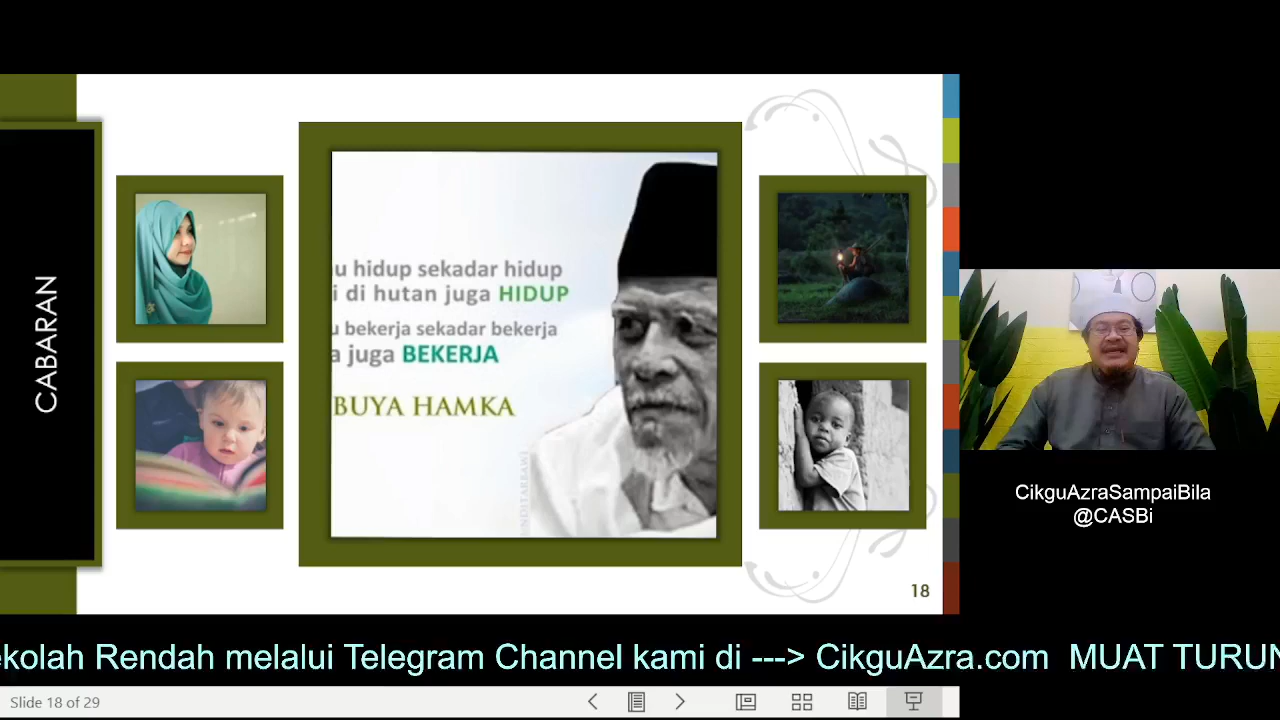 CABARAN
u hidup sekadar hidup
i di hutan juga HIDUP
u bekerja sekadar bekerja
a juga BEKERJA
BUYA HAMKA
18
CikguAzraSampaiBila
@CASBi
ekolah Rendah melalui Telegram Channel kami di ---> CikguAzra.com MUAT TURUN
Slide 18 of 29